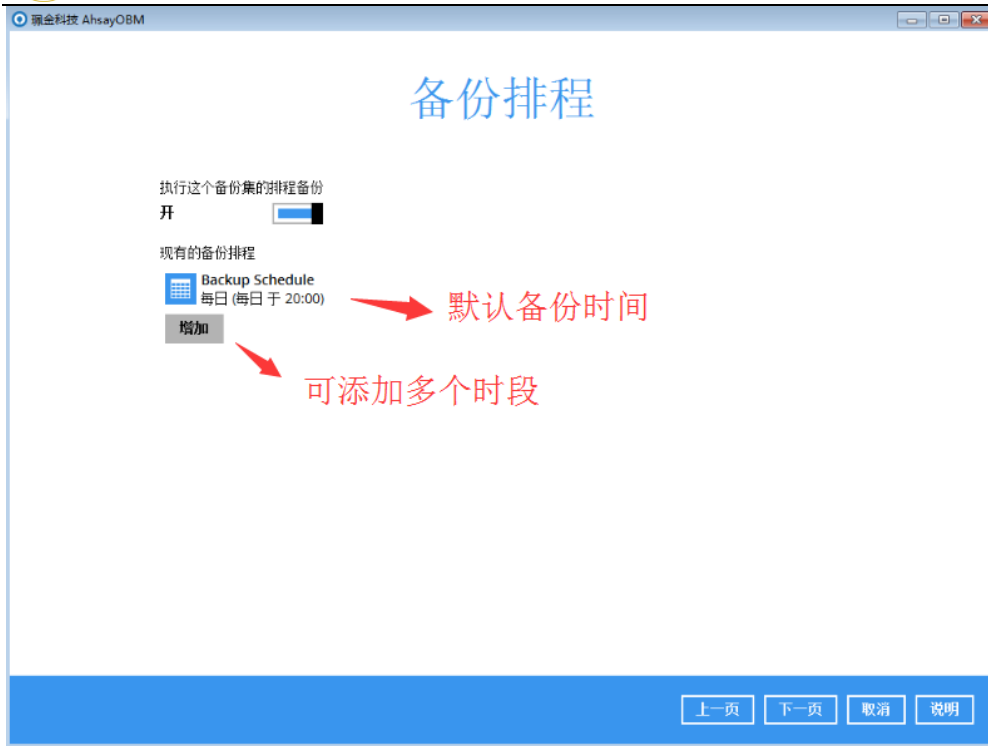 珮金科技 AhsayOBM
备份排程
执行这个备份集的排程备份
开
现有的备份排程
Backup Schedule
每日 (每日 于 20:00)
默认备份时间
增加
可添加多个时段
上一页 下一页 取消 说明